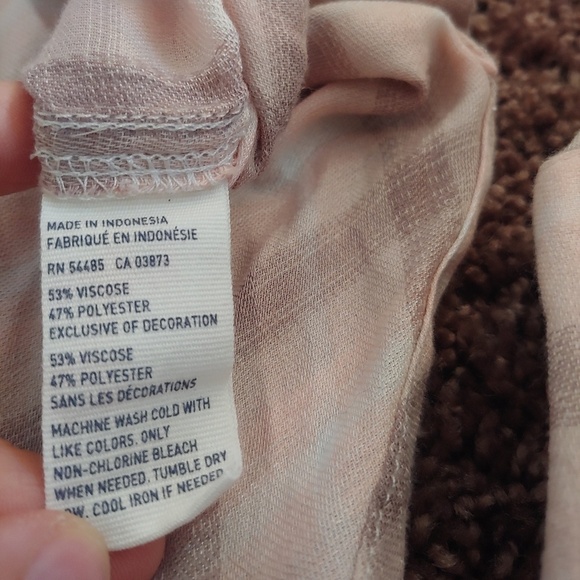 MADE IN INDONESIA
FABRIQUÉ EN INDONÉSIE
RN 54485 CA 03873
53% VISCOSE
47% POLYESTER
EXCLUSIVE OF DECORATION
53% VISCOSE
47% POLYESTER
SANS LES DÉCORATIONS
MACHINE WASH COLD WITH
LIKE COLORS. ONLY
NON-CHLORINE BLEACH
WHEN NEEDED. TUMBLE DRY
LOW. COOL IRON IF NEEDED